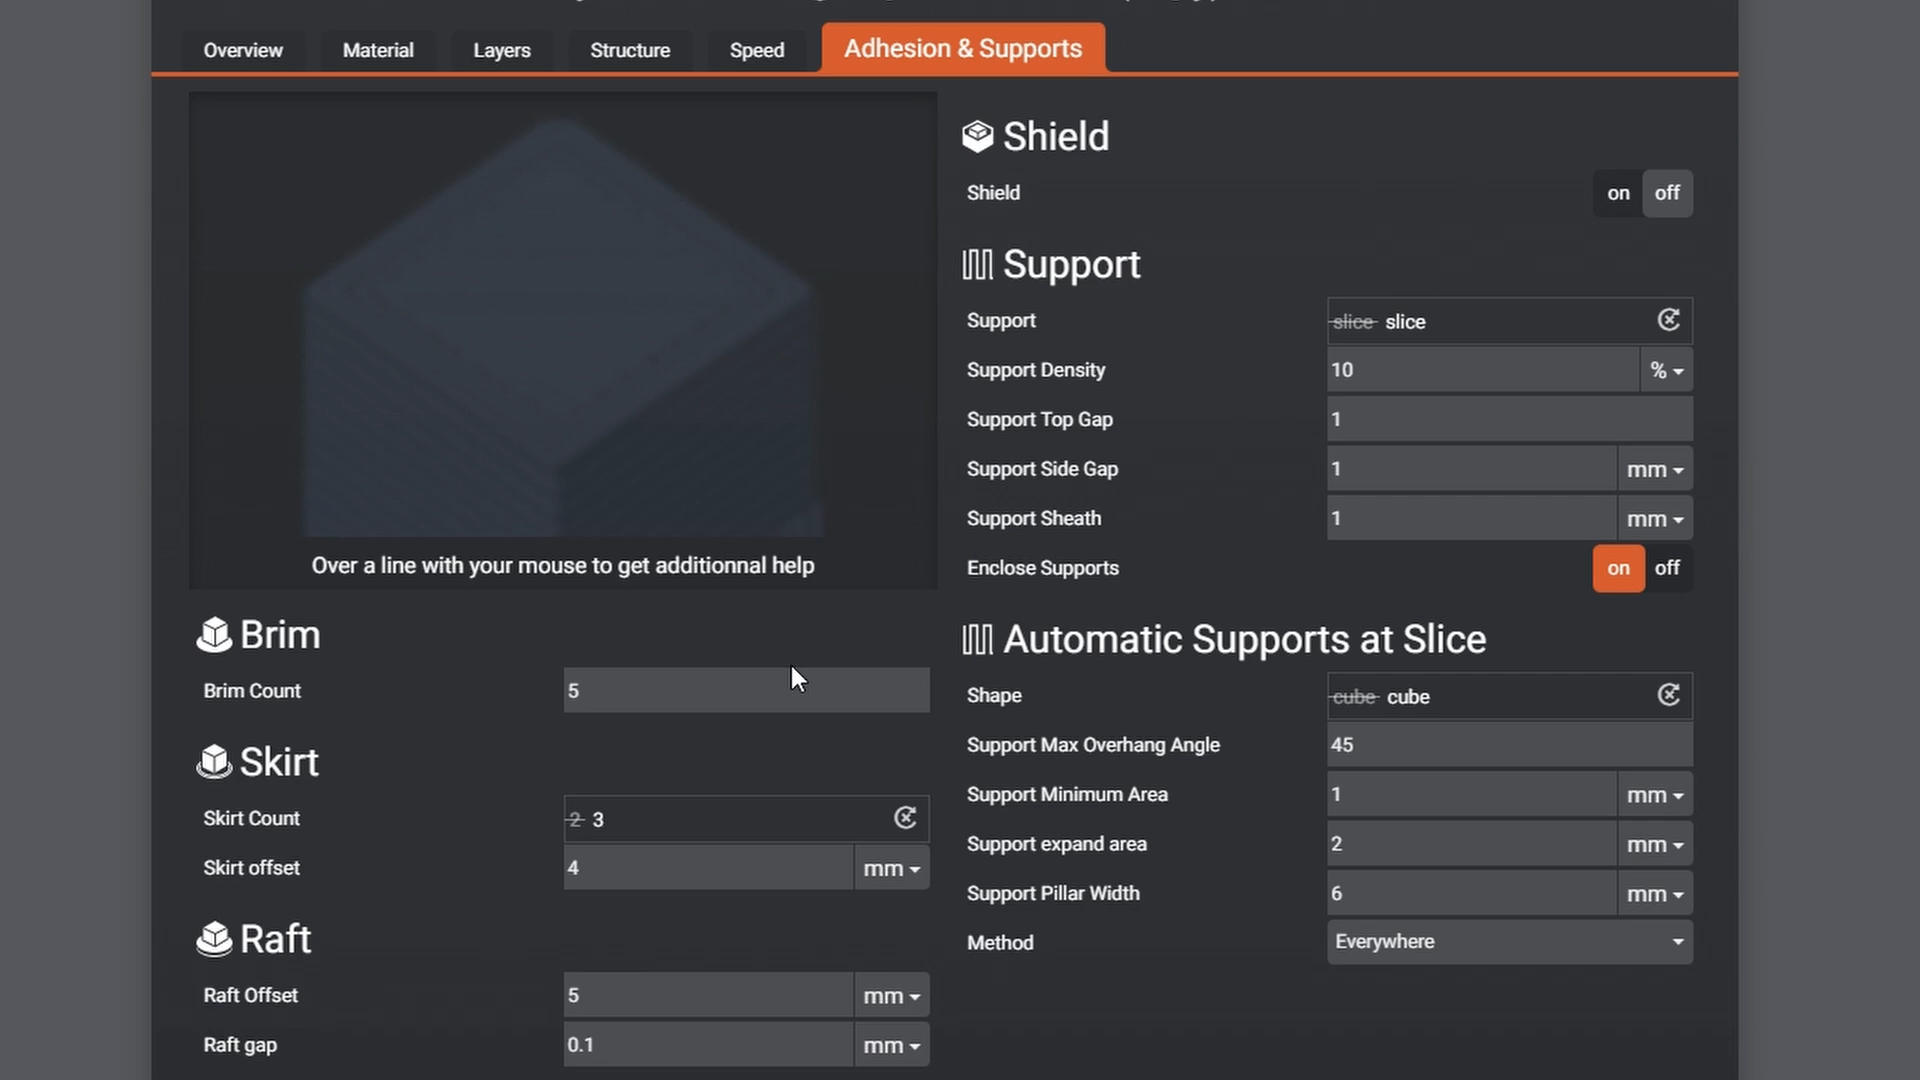 Overview Material Layers Structure Speed Adhesion & Supports
Over a line with your mouse to get additionnal help
Brim
Brim Count 5
Skirt
Skirt Count 2 3
Skirt offset 4 mm
Raft
Raft Offset 5 mm
Raft gap 0.1 mm
Shield
Shield on off
Support
Support slice slice
Support Density 10 %
Support Top Gap 1
Support Side Gap 1 mm
Support Sheath 1 mm
Enclose Supports on off
Automatic Supports at Slice
Shape cube cube
Support Max Overhang Angle 45
Support Minimum Area 1 mm
Support expand area 2 mm
Support Pillar Width 6 mm
Method Everywhere